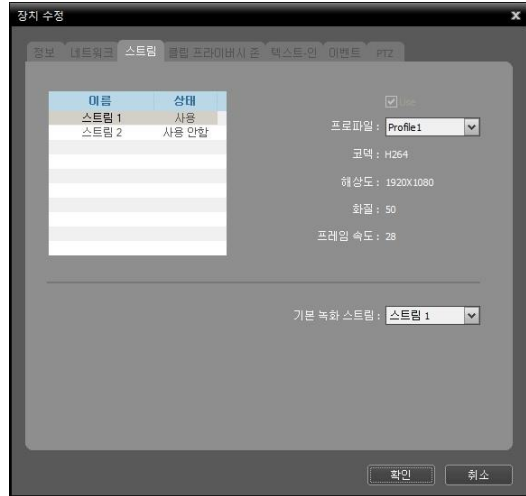 장치 수정
x
정보 네트워크 스트림 클립·프라이버시 존 텍스트-인 이벤트 PTZ
이름 상태
스트림 1 사용
스트림 2 사용 안함
Use
프로파일 : Profile1
코덱 : H264
해상도 : 1920X1080
화질 : 50
프레임 속도 : 28
기본 녹화 스트림 : 스트림 1
확인 취소